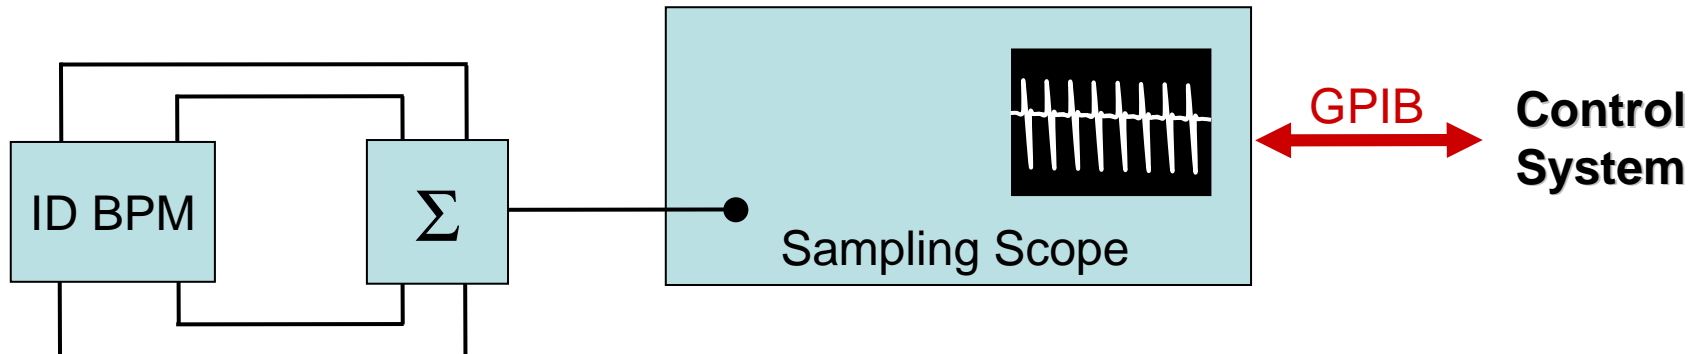 ID BPM
Σ
Sampling Scope
GPIB
Control
System